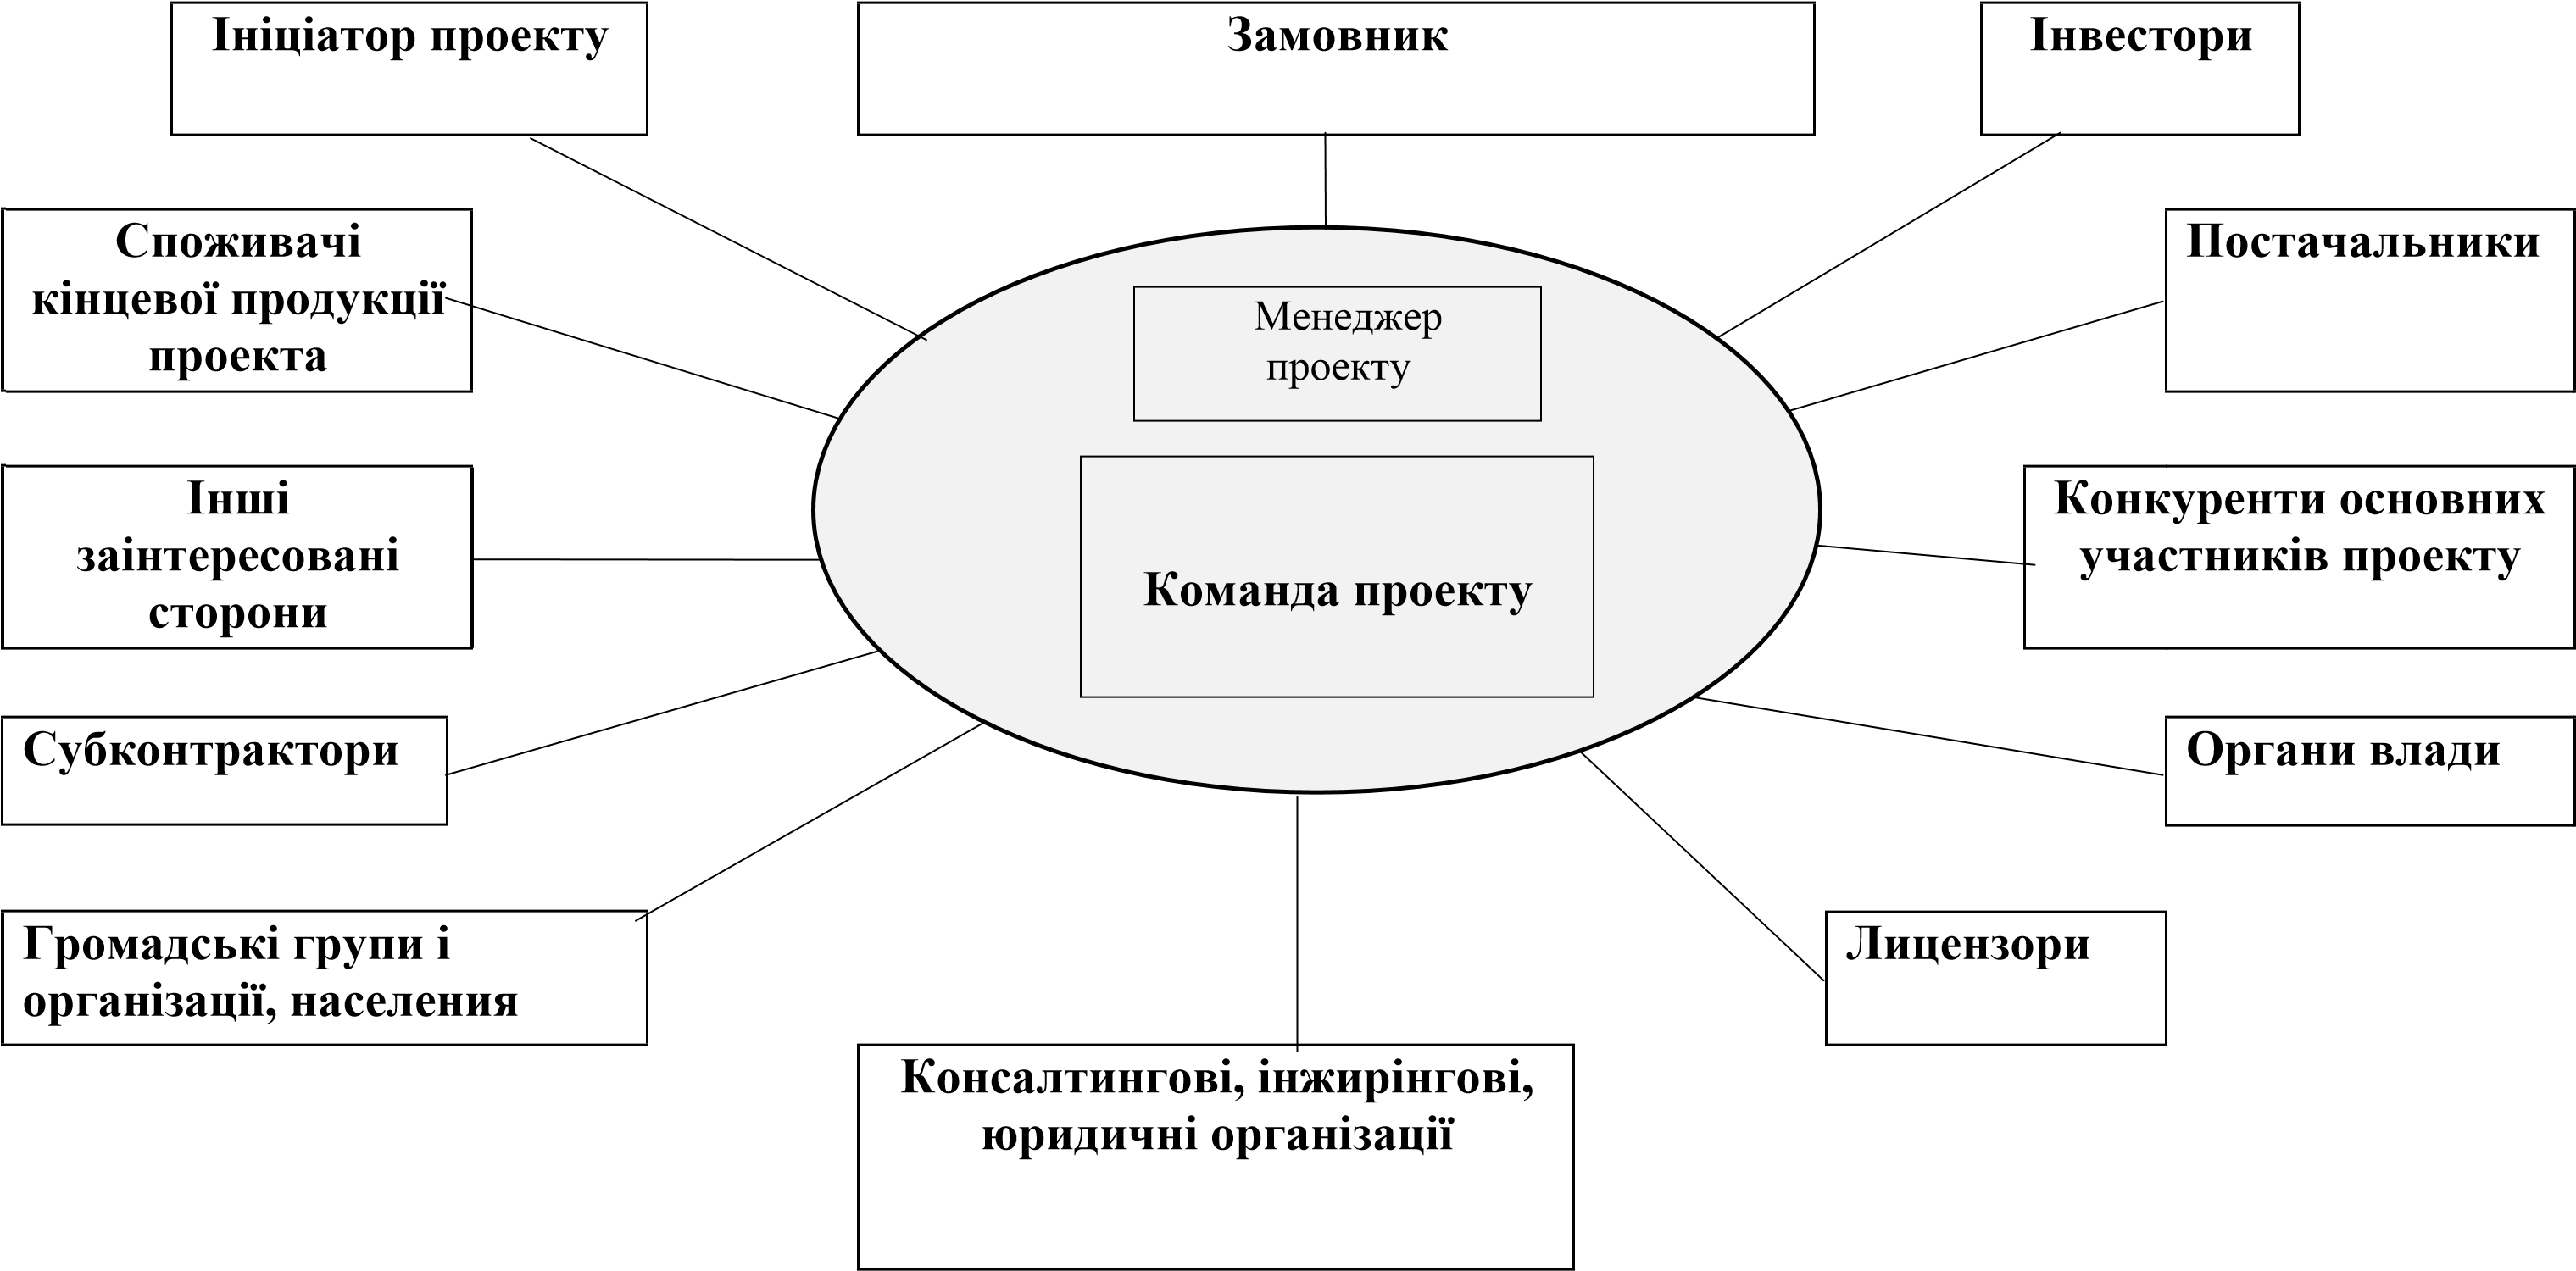 Ініціатор проекту
Замовник
Інвестори
Споживачі
кінцевої продукції
проекта
Постачальники
Менеджер
проекту
Інші
заінтересовані
сторони
Конкуренти основних
участників проекту
Команда проекту
Субконтрактори
Органи влади
Громадські групи і
організації, населения
Лицензори
Консалтингові, інжирінгові,
юридичні організації